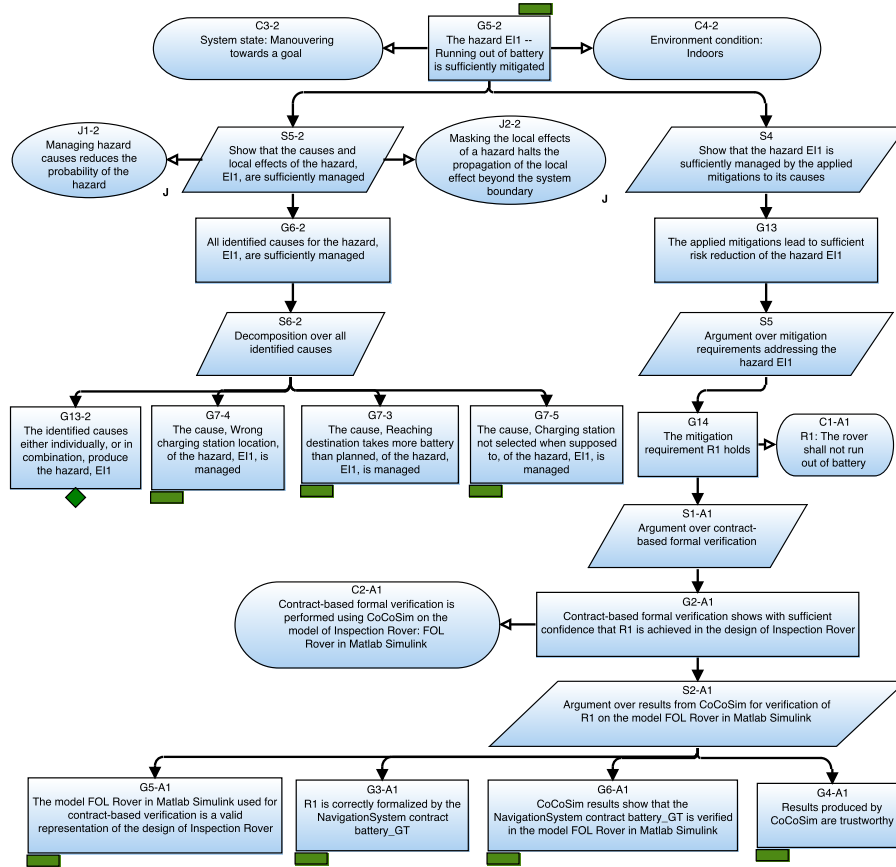 C3-2
System state: Manouvering
towards a goal
G5-2
The hazard EI1 --
Running out of battery
is sufficiently mitigated
C4-2
Environment condition:
Indoors
J1-2
Managing hazard
causes reduces the
probability of the
hazard
J
S5-2
Show that the causes and
local effects of the hazard,
EI1, are sufficiently managed
J2-2
Masking the local effects
of a hazard halts the
propagation of the local
effect beyond the system
boundary
J
S4
Show that the hazard EI1 is
sufficiently managed by the applied
mitigations to its causes
G6-2
All identified causes for the hazard,
EI1, are sufficiently managed
G13
The applied mitigations lead to sufficient
risk reduction of the hazard EI1
S6-2
Decomposition over all
identified causes
S5
Argument over mitigation
requirements addressing the
hazard EI1
G13-2
The identified causes
either individually, or in
combination, produce
the hazard, EI1
G7-4
The cause, Wrong
charging station location,
of the hazard, EI1, is
managed
G7-3
The cause, Reaching
destination takes more battery
than planned, of the hazard,
EI1, is managed
G7-5
The cause, Charging station
not selected when supposed
to, of the hazard, EI1, is
managed
G14
The mitigation
requirement R1 holds
C1-A1
R1: The rover
shall not run
out of battery
S1-A1
Argument over contract-
based formal verification
C2-A1
Contract-based formal verification is
performed using CoCoSim on the
model of Inspection Rover: FOL
Rover in Matlab Simulink
G2-A1
Contract-based formal verification shows with sufficient
confidence that R1 is achieved in the design of Inspection Rover
S2-A1
Argument over results from CoCoSim for verification of
R1 on the model FOL Rover in Matlab Simulink
G5-A1
The model FOL Rover in Matlab Simulink used for
contract-based verification is a valid
representation of the design of Inspection Rover
G3-A1
R1 is correctly formalized by the
NavigationSystem contract
battery_GT
G6-A1
CoCoSim results show that the
NavigationSystem contract battery_GT is verified
in the model FOL Rover in Matlab Simulink
G4-A1
Results produced by
CoCoSim are trustworthy